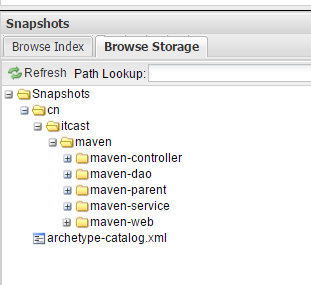 Snapshots
Browse Index Browse Storage
Refresh Path Lookup:
Snapshots
cn
itcast
maven
maven-controller
maven-dao
maven-parent
maven-service
maven-web
archetype-catalog.xml